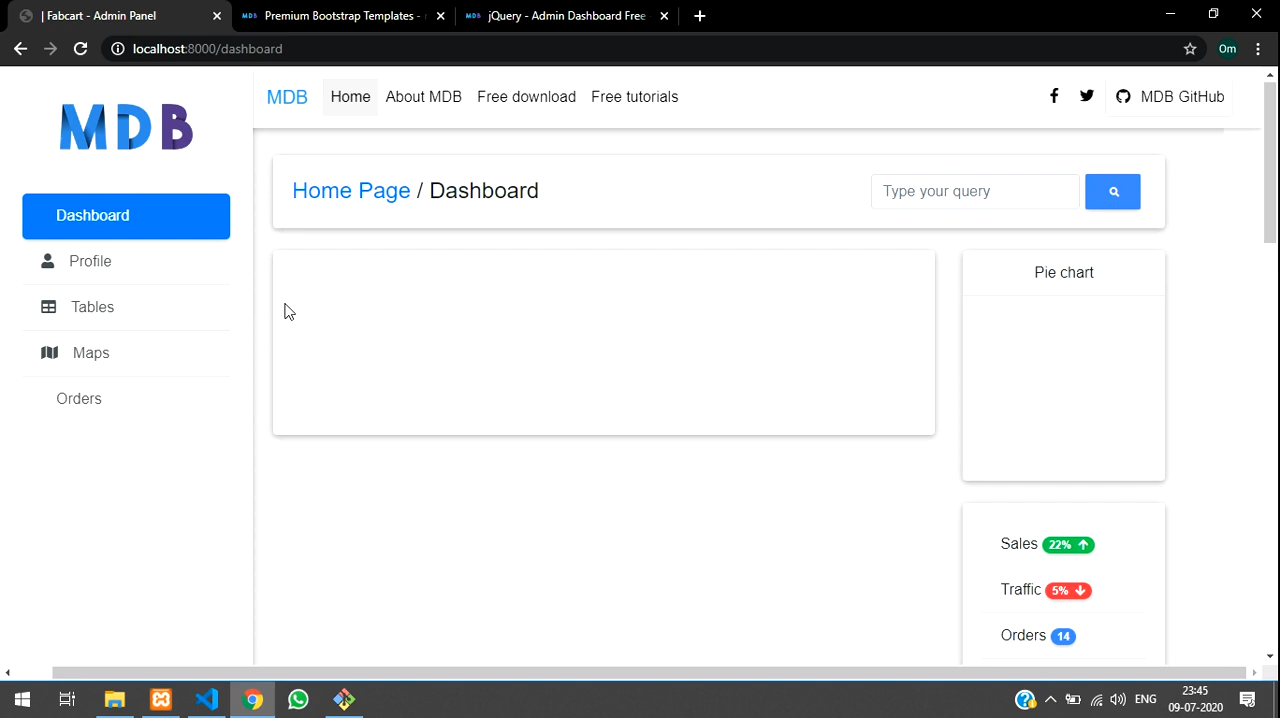 | Fabcart - Admin Panel
MDB Premium Bootstrap Templates -
MDB jQuery - Admin Dashboard Free
localhost:8000/dashboard
Om
MDB
MDB Home About MDB Free download Free tutorials MDB GitHub
Home Page / Dashboard
Type your query
Dashboard
Profile
Tables
Maps
Orders
Pie chart
Sales 22%
Traffic 5%
Orders 14
ENG
23:45
09-07-2020